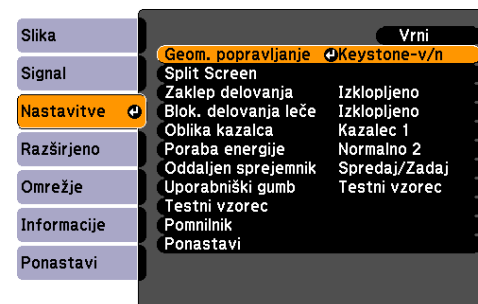 Slika
Signal
Nastavitve
Razširjeno
Omrežje
Informacije
Ponastavi
Vrni
Geom. popravljanje Keystone-v/n
Split Screen
Zaklep delovanja Izklopljeno
Blok. delovanja leče Izklopljeno
Oblika kazalca Kazalec 1
Poraba energije Normalno 2
Oddaljen sprejemnik Spredaj/Zadaj
Uporabniški gumb Testni vzorec
Testni vzorec
Pomnilnik
Ponastavi